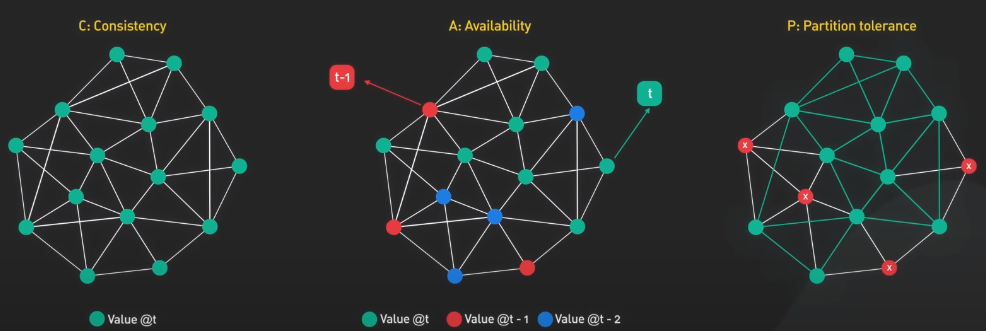 C: Consistency
A: Availability
P: Partition tolerance
t-1
t
x
x
x
x
Value @t
Value @t
Value @t - 1
Value @t - 2